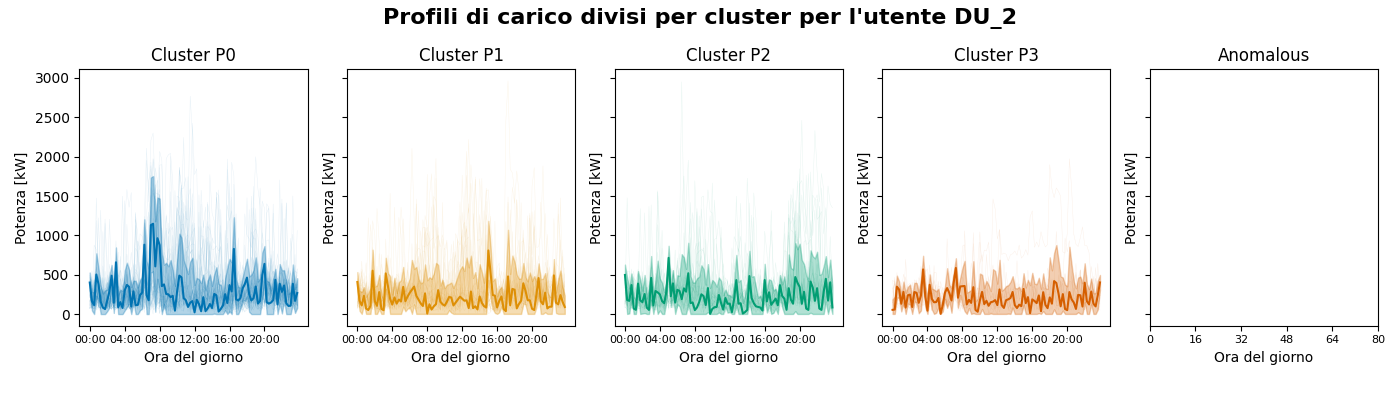 Profili di carico divisi per cluster per l'utente DU_2
Cluster P0
Cluster P1
Cluster P2
Cluster P3
Anomalous
Potenza [kW]
3000
2500
2000
1500
1000
500
0
00:00 04:00 08:00 12:00 16:00 20:00
Ora del giorno
Potenza [kW]
00:00 04:00 08:00 12:00 16:00 20:00
Ora del giorno
Potenza [kW]
00:00 04:00 08:00 12:00 16:00 20:00
Ora del giorno
Potenza [kW]
00:00 04:00 08:00 12:00 16:00 20:00
Ora del giorno
Potenza [kW]
0 16 32 48 64 80
Ora del giorno